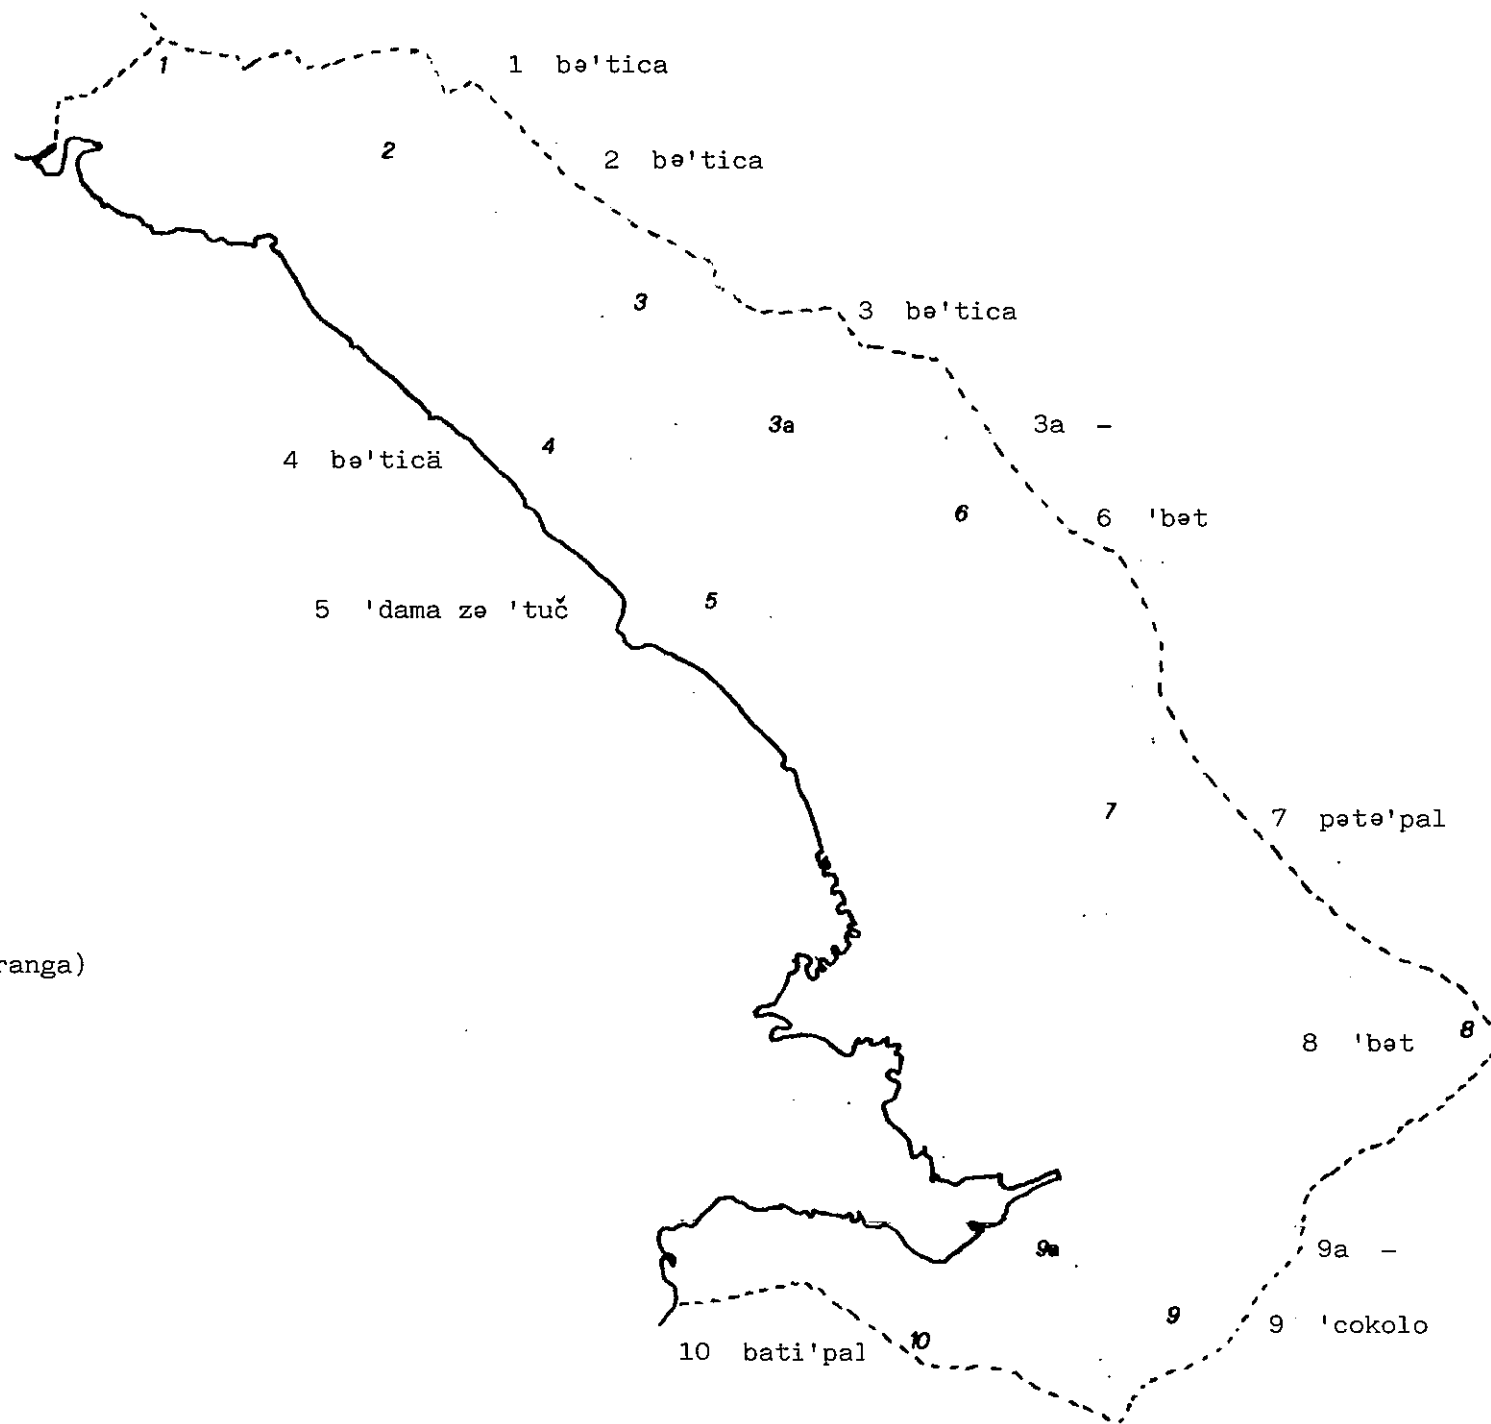 1
1 bə'tica
2
2 bə'tica
3
3 bə'tica
3a
3a –
4
4 bə'ticä
6
6 'bət
5
5 'dama zə 'tuč
7
7 pətə'pal
ranga)
8
8 'bət
9a
9a –
9
9 'cokolo
10
10 bati'pal